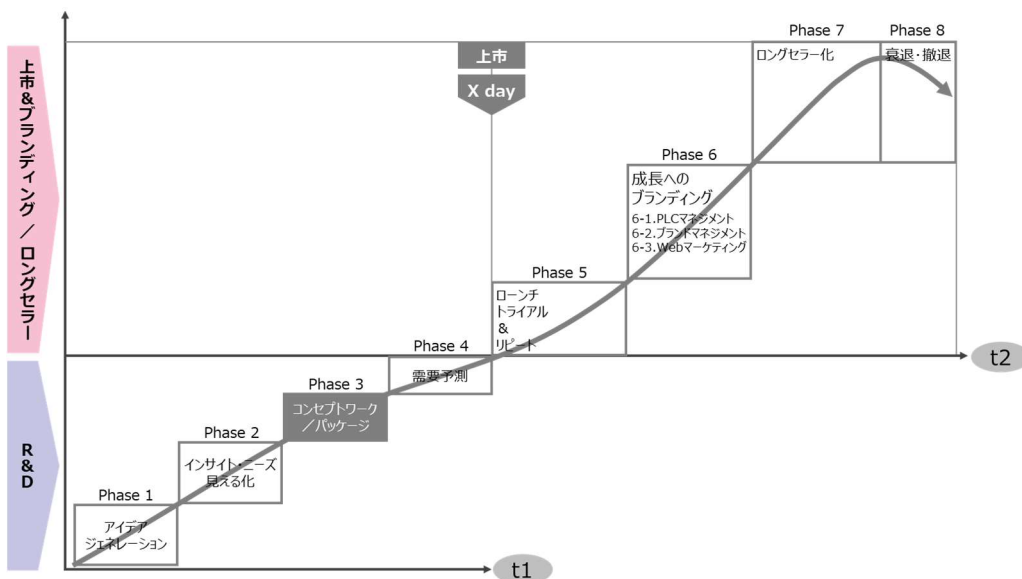 上市&ブランディング / ロングセラー
R&D
上市
X day
Phase 1
アイデア
ジェネレーション
Phase 2
インサイト・ニーズ
見える化
Phase 3
コンセプトワーク
/パッケージ
Phase 4
需要予測
Phase 5
ローンチ
トライアル
&
リピート
Phase 6
成長への
ブランディング
6-1.PLCマネジメント
6-2.ブランドマネジメント
6-3.Webマーケティング
Phase 7
ロングセラー化
Phase 8
衰退・撤退
t1
t2